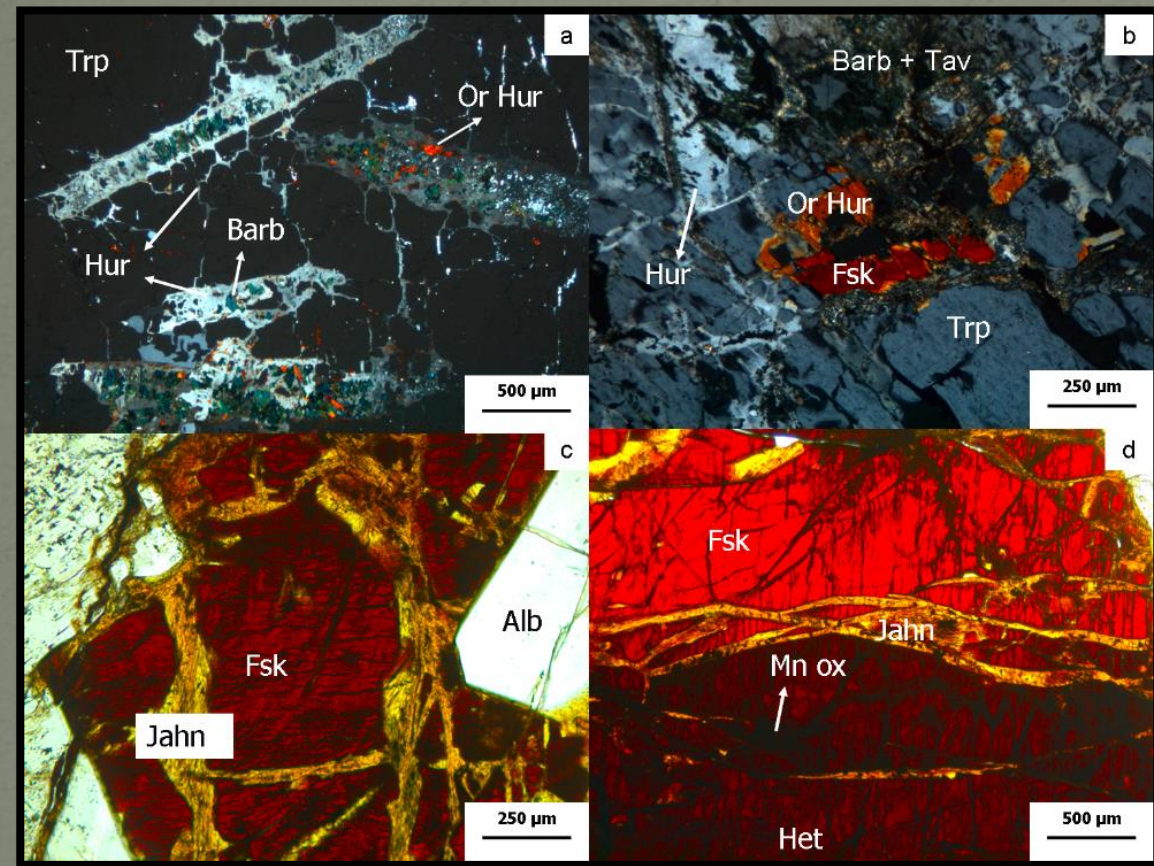 a
Trp
Or Hur
Barb
Hur
500 µm
b
Barb + Tav
Or Hur
Hur
Fsk
Trp
250 µm
c
Alb
Fsk
Jahn
250 µm
d
Fsk
Jahn
Mn ox
Het
500 µm